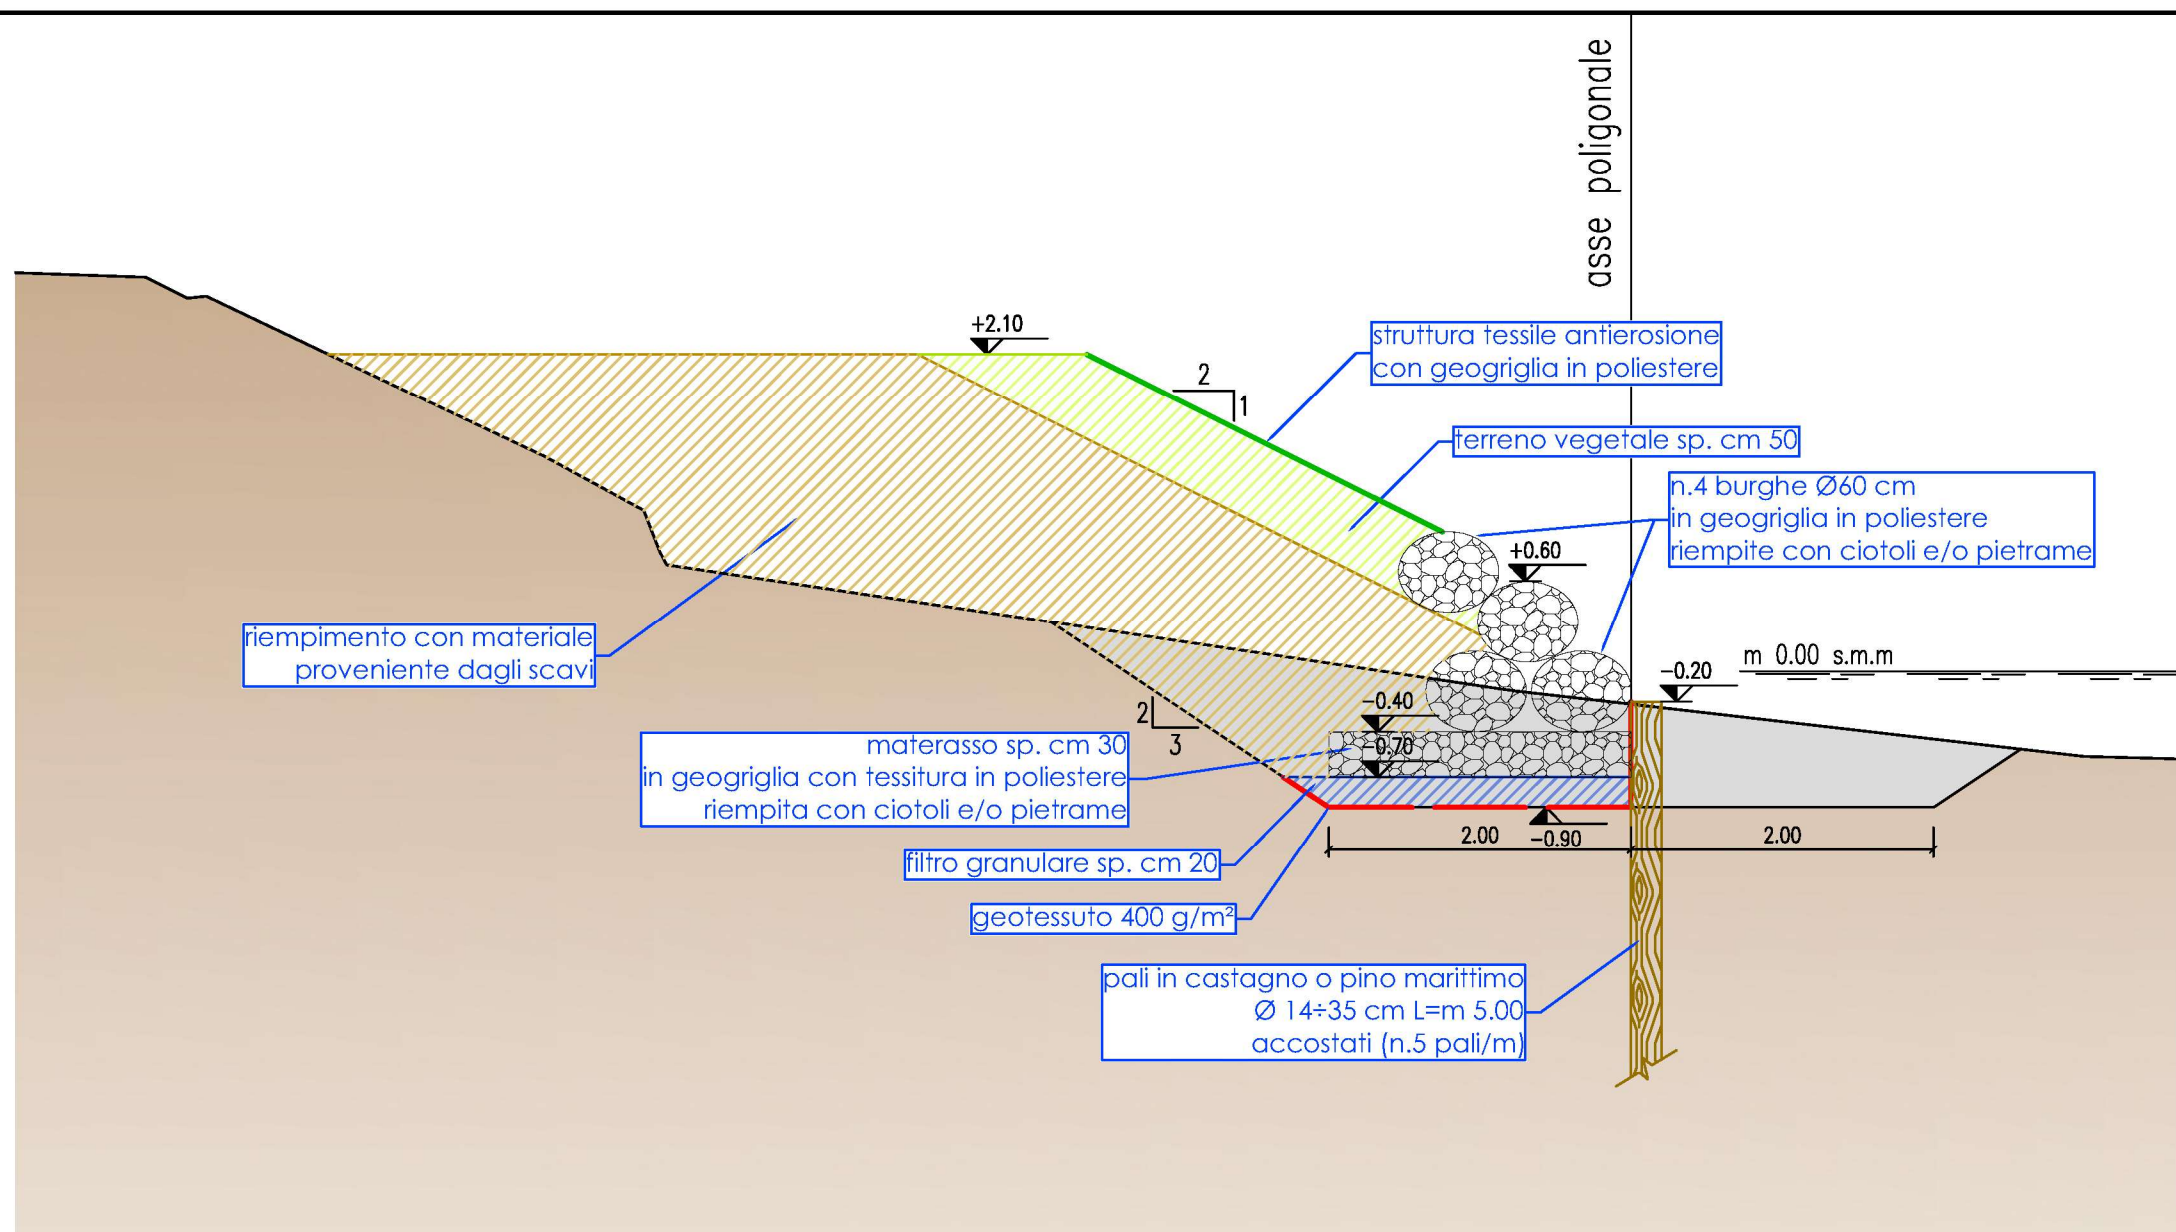 asse poligonale
+2.10
2
1
struttura tessile antierosione
con geogriglia in poliestere
terreno vegetale sp. cm 50
n.4 burghe Ø60 cm
in geogriglia in poliestere
riempite con ciotoli e/o pietrame
+0.60
riempimento con materiale
proveniente dagli scavi
m 0.00 s.m.m
-0.20
-0.40
2
3
-0.70
materasso sp. cm 30
in geogriglia con tessitura in poliestere
riempita con ciotoli e/o pietrame
2.00
-0.90
2.00
filtro granulare sp. cm 20
geotessuto 400 g/m²
pali in castagno o pino marittimo
Ø 14÷35 cm L=m 5.00
accostati (n.5 pali/m)